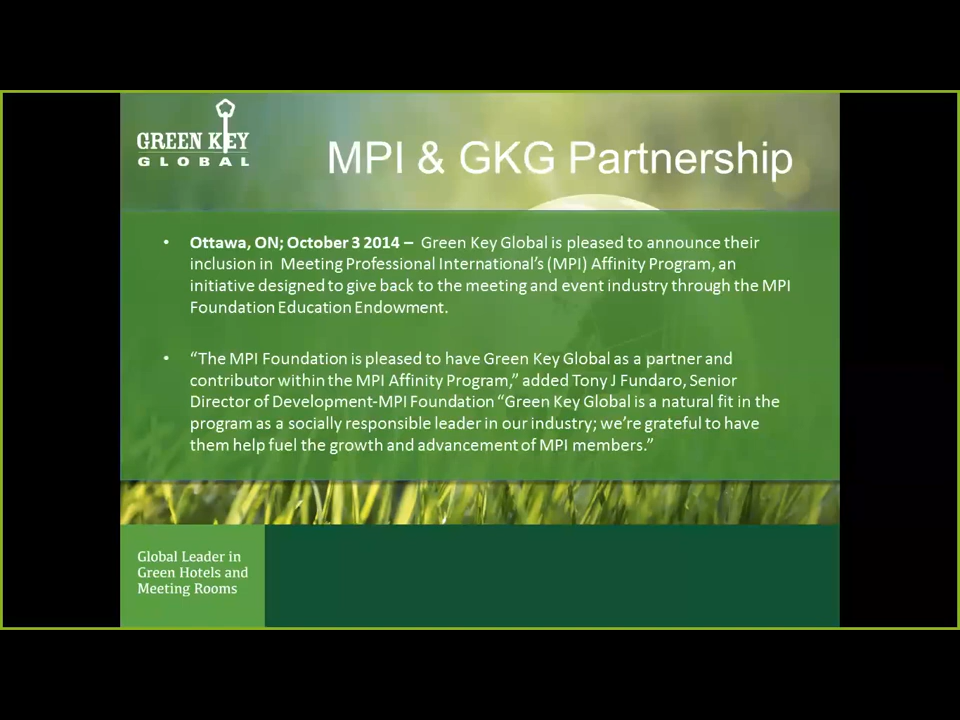 GREEN KEY
GLOBAL
MPI & GKG Partnership
• Ottawa, ON; October 3 2014 – Green Key Global is pleased to announce their
inclusion in Meeting Professional International's (MPI) Affinity Program, an
initiative designed to give back to the meeting and event industry through the MPI
Foundation Education Endowment.
• “The MPI Foundation is pleased to have Green Key Global as a partner and
contributor within the MPI Affinity Program,” added Tony J Fundaro, Senior
Director of Development-MPI Foundation “Green Key Global is a natural fit in the
program as a socially responsible leader in our industry; we’re grateful to have
them help fuel the growth and advancement of MPI members.”
Global Leader in
Green Hotels and
Meeting Rooms